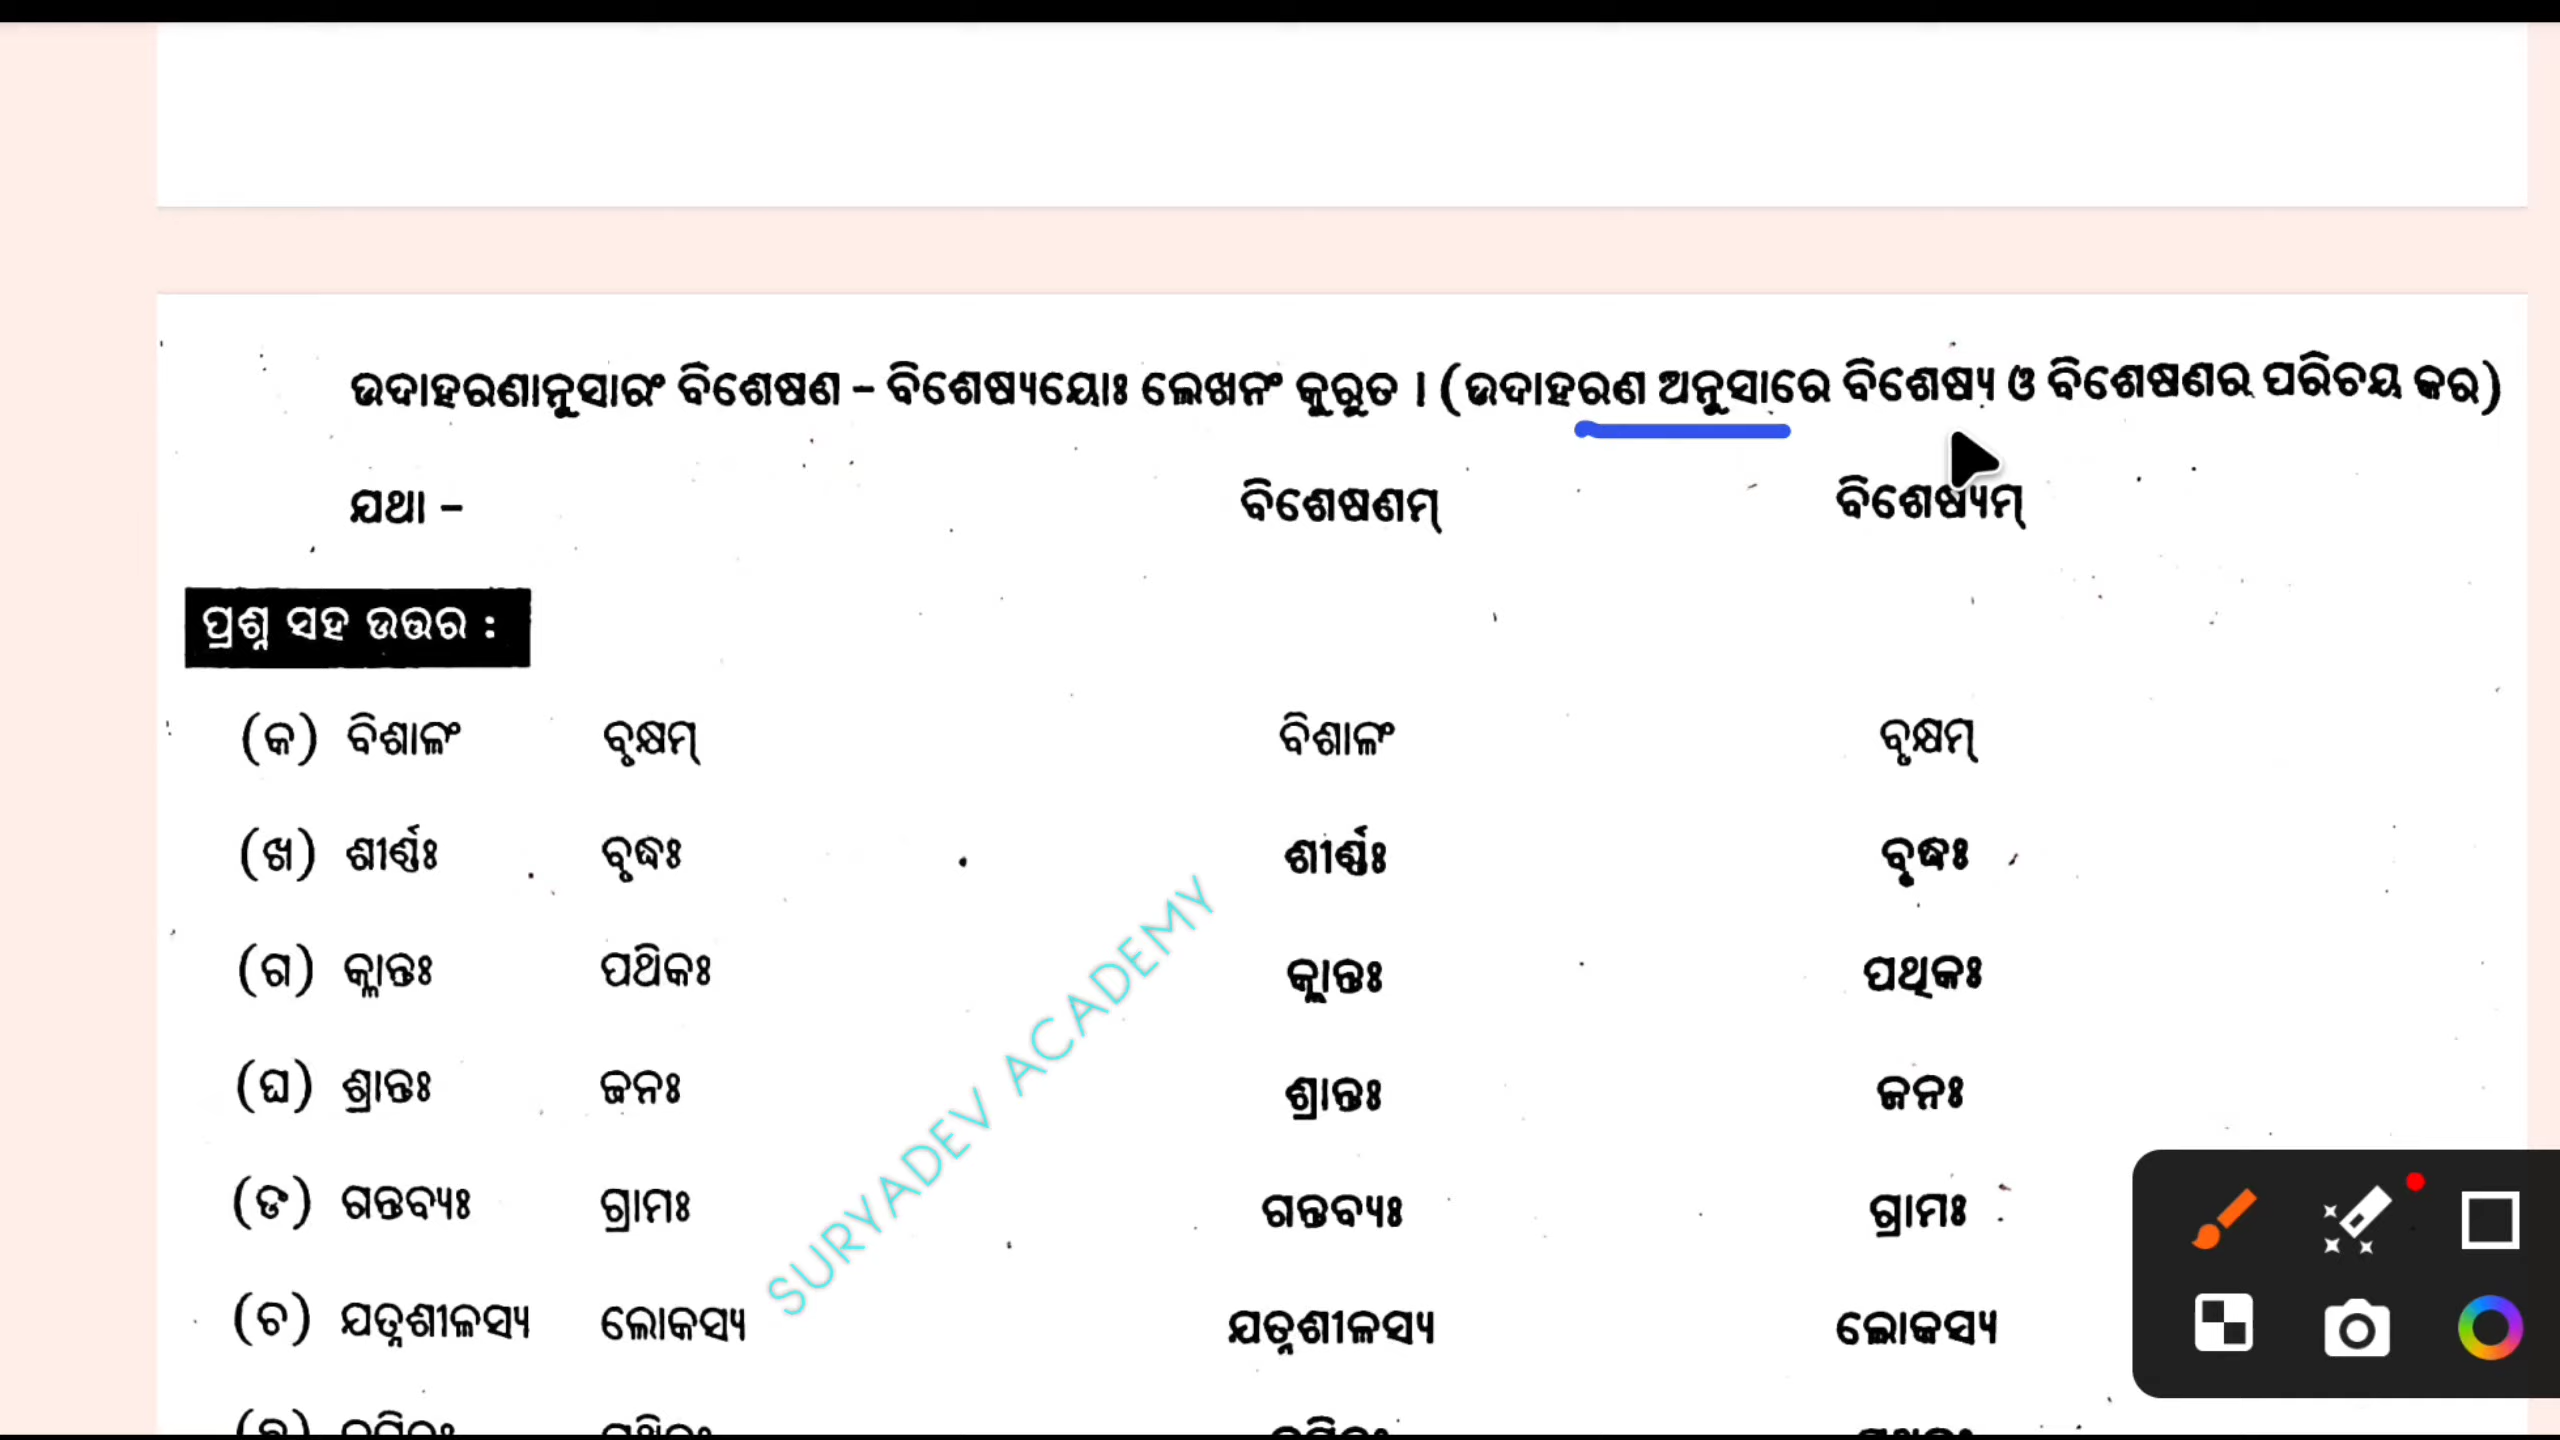 ଉଦାହରଣାନୁସାରଂ ବିଶେଷଣ – ବିଶେଷ୍ୟୟୋଃ ଲେଖନଂ କୁରୁତ । (ଉଦାହରଣ ଅନୁସାରେ ବିଶେଷ୍ୟ ଓ ବିଶେଷଣର ପରିଚୟ କର)
ଯଥା – ବିଶେଷଣମ୍ ବିଶେଷ୍ୟମ୍
ପ୍ରଶ୍ନ ସହ ଉତ୍ତର :
(କ) ବିଶାଳଂ ବୃକ୍ଷମ୍ ବିଶାଳଂ ବୃକ୍ଷମ୍
(ଖ) ଶୀର୍ଣ୍ଣଃ ବୃଦ୍ଧଃ ଶୀର୍ଣ୍ଣଃ ବୃଦ୍ଧଃ
(ଗ) କ୍ଳାନ୍ତଃ ପଥିକଃ କ୍ଳାନ୍ତଃ ପଥିକଃ
(ଘ) ଶ୍ରାନ୍ତଃ ଜନଃ ଶ୍ରାନ୍ତଃ ଜନଃ
(ଙ) ଗନ୍ତବ୍ୟଃ ଗ୍ରାମଃ ଗନ୍ତବ୍ୟଃ ଗ୍ରାମଃ
(ଚ) ଯତ୍ନଶୀଳସ୍ୟ ଲୋକସ୍ୟ ଯତ୍ନଶୀଳସ୍ୟ ଲୋକସ୍ୟ
SURYADEV ACADEMY